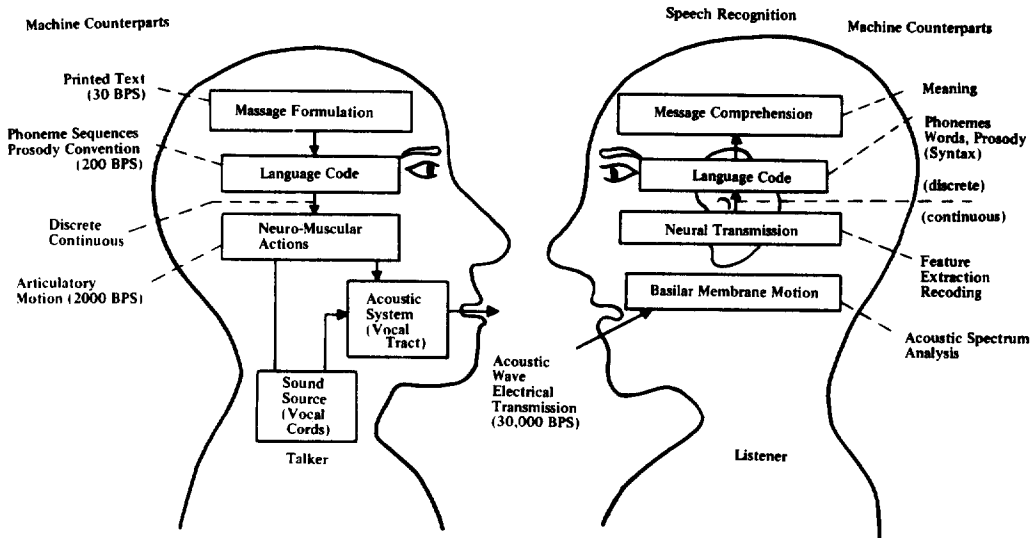 Machine Counterparts
Printed Text
(30 BPS)
Phoneme Sequences
Prosody Convention
(200 BPS)
Discrete
Continuous
Articulatory
Motion (2000 BPS)
Massage Formulation
Language Code
Neuro-Muscular
Actions
Acoustic
System
(Vocal
Tract)
Sound
Source
(Vocal
Cords)
Talker
Acoustic
Wave
Electrical
Transmission
(30,000 BPS)
Speech Recognition
Machine Counterparts
Message Comprehension
Language Code
Neural Transmission
Basilar Membrane Motion
Listener
Meaning
Phonemes
Words, Prosody
(Syntax)
(discrete)
(continuous)
Feature
Extraction
Recoding
Acoustic Spectrum
Analysis